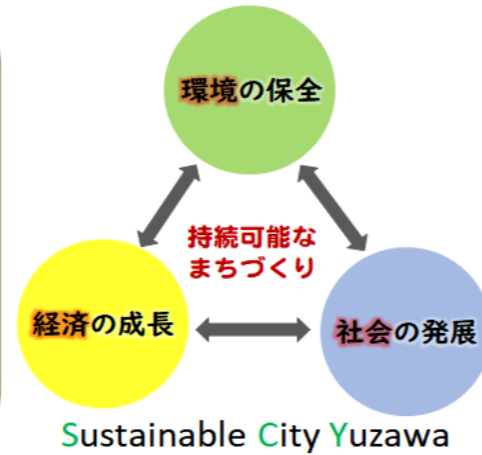 環境の保全
持続可能な
まちづくり
経済の成長
社会の発展
Sustainable City Yuzawa